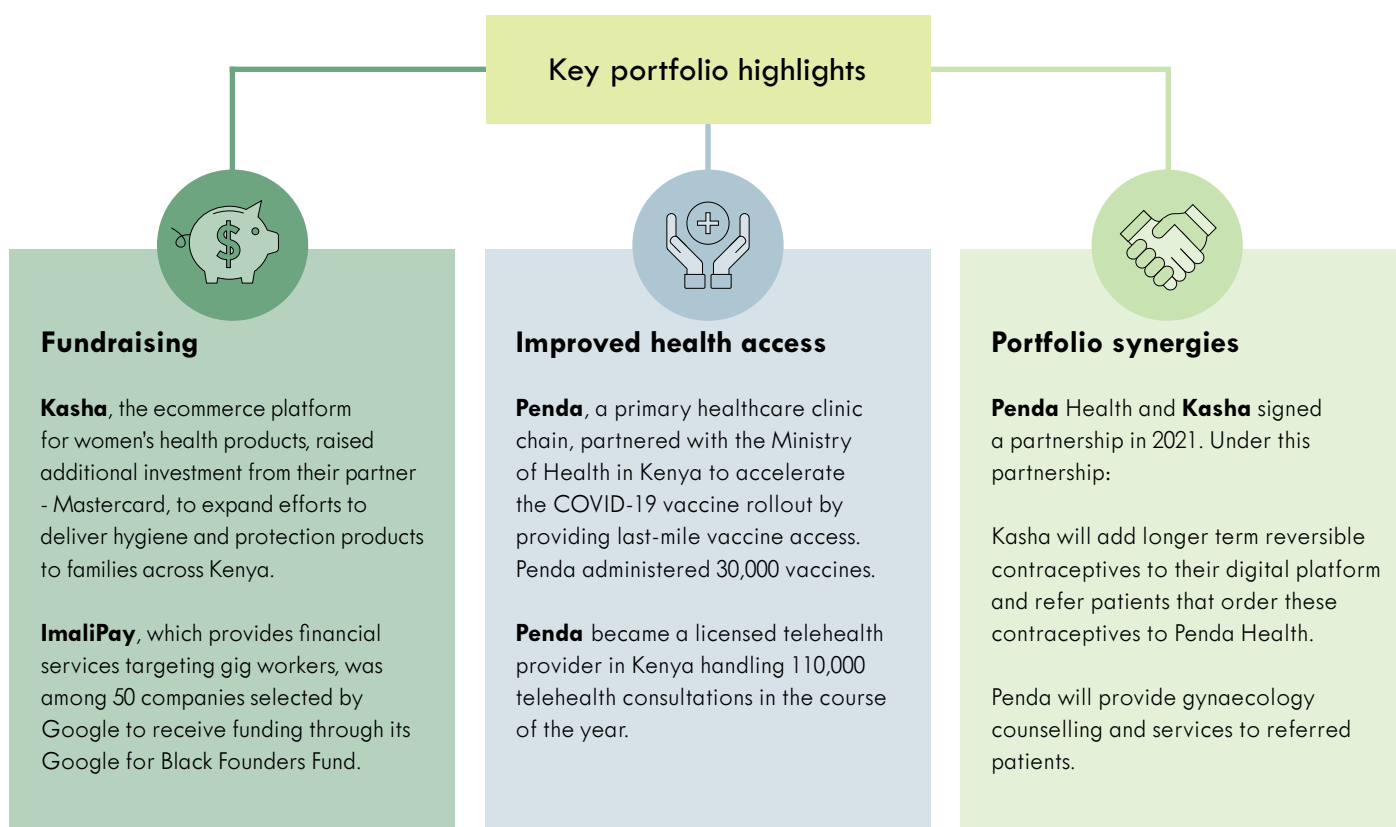 Key portfolio highlights
$
Fundraising
Kasha, the ecommerce platform
for women's health products, raised
additional investment from their partner
- Mastercard, to expand efforts to
deliver hygiene and protection products
to families across Kenya.
ImaliPay, which provides financial
services targeting gig workers, was
among 50 companies selected by
Google to receive funding through its
Google for Black Founders Fund.
Improved health access
Penda, a primary healthcare clinic
chain, partnered with the Ministry
of Health in Kenya to accelerate
the COVID-19 vaccine rollout by
providing last-mile vaccine access.
Penda administered 30,000 vaccines.
Penda became a licensed telehealth
provider in Kenya handling 110,000
telehealth consultations in the course
of the year.
Portfolio synergies
Penda Health and Kasha signed
a partnership in 2021. Under this
partnership:
Kasha will add longer term reversible
contraceptives to their digital platform
and refer patients that order these
contraceptives to Penda Health.
Penda will provide gynaecology
counselling and services to referred
patients.